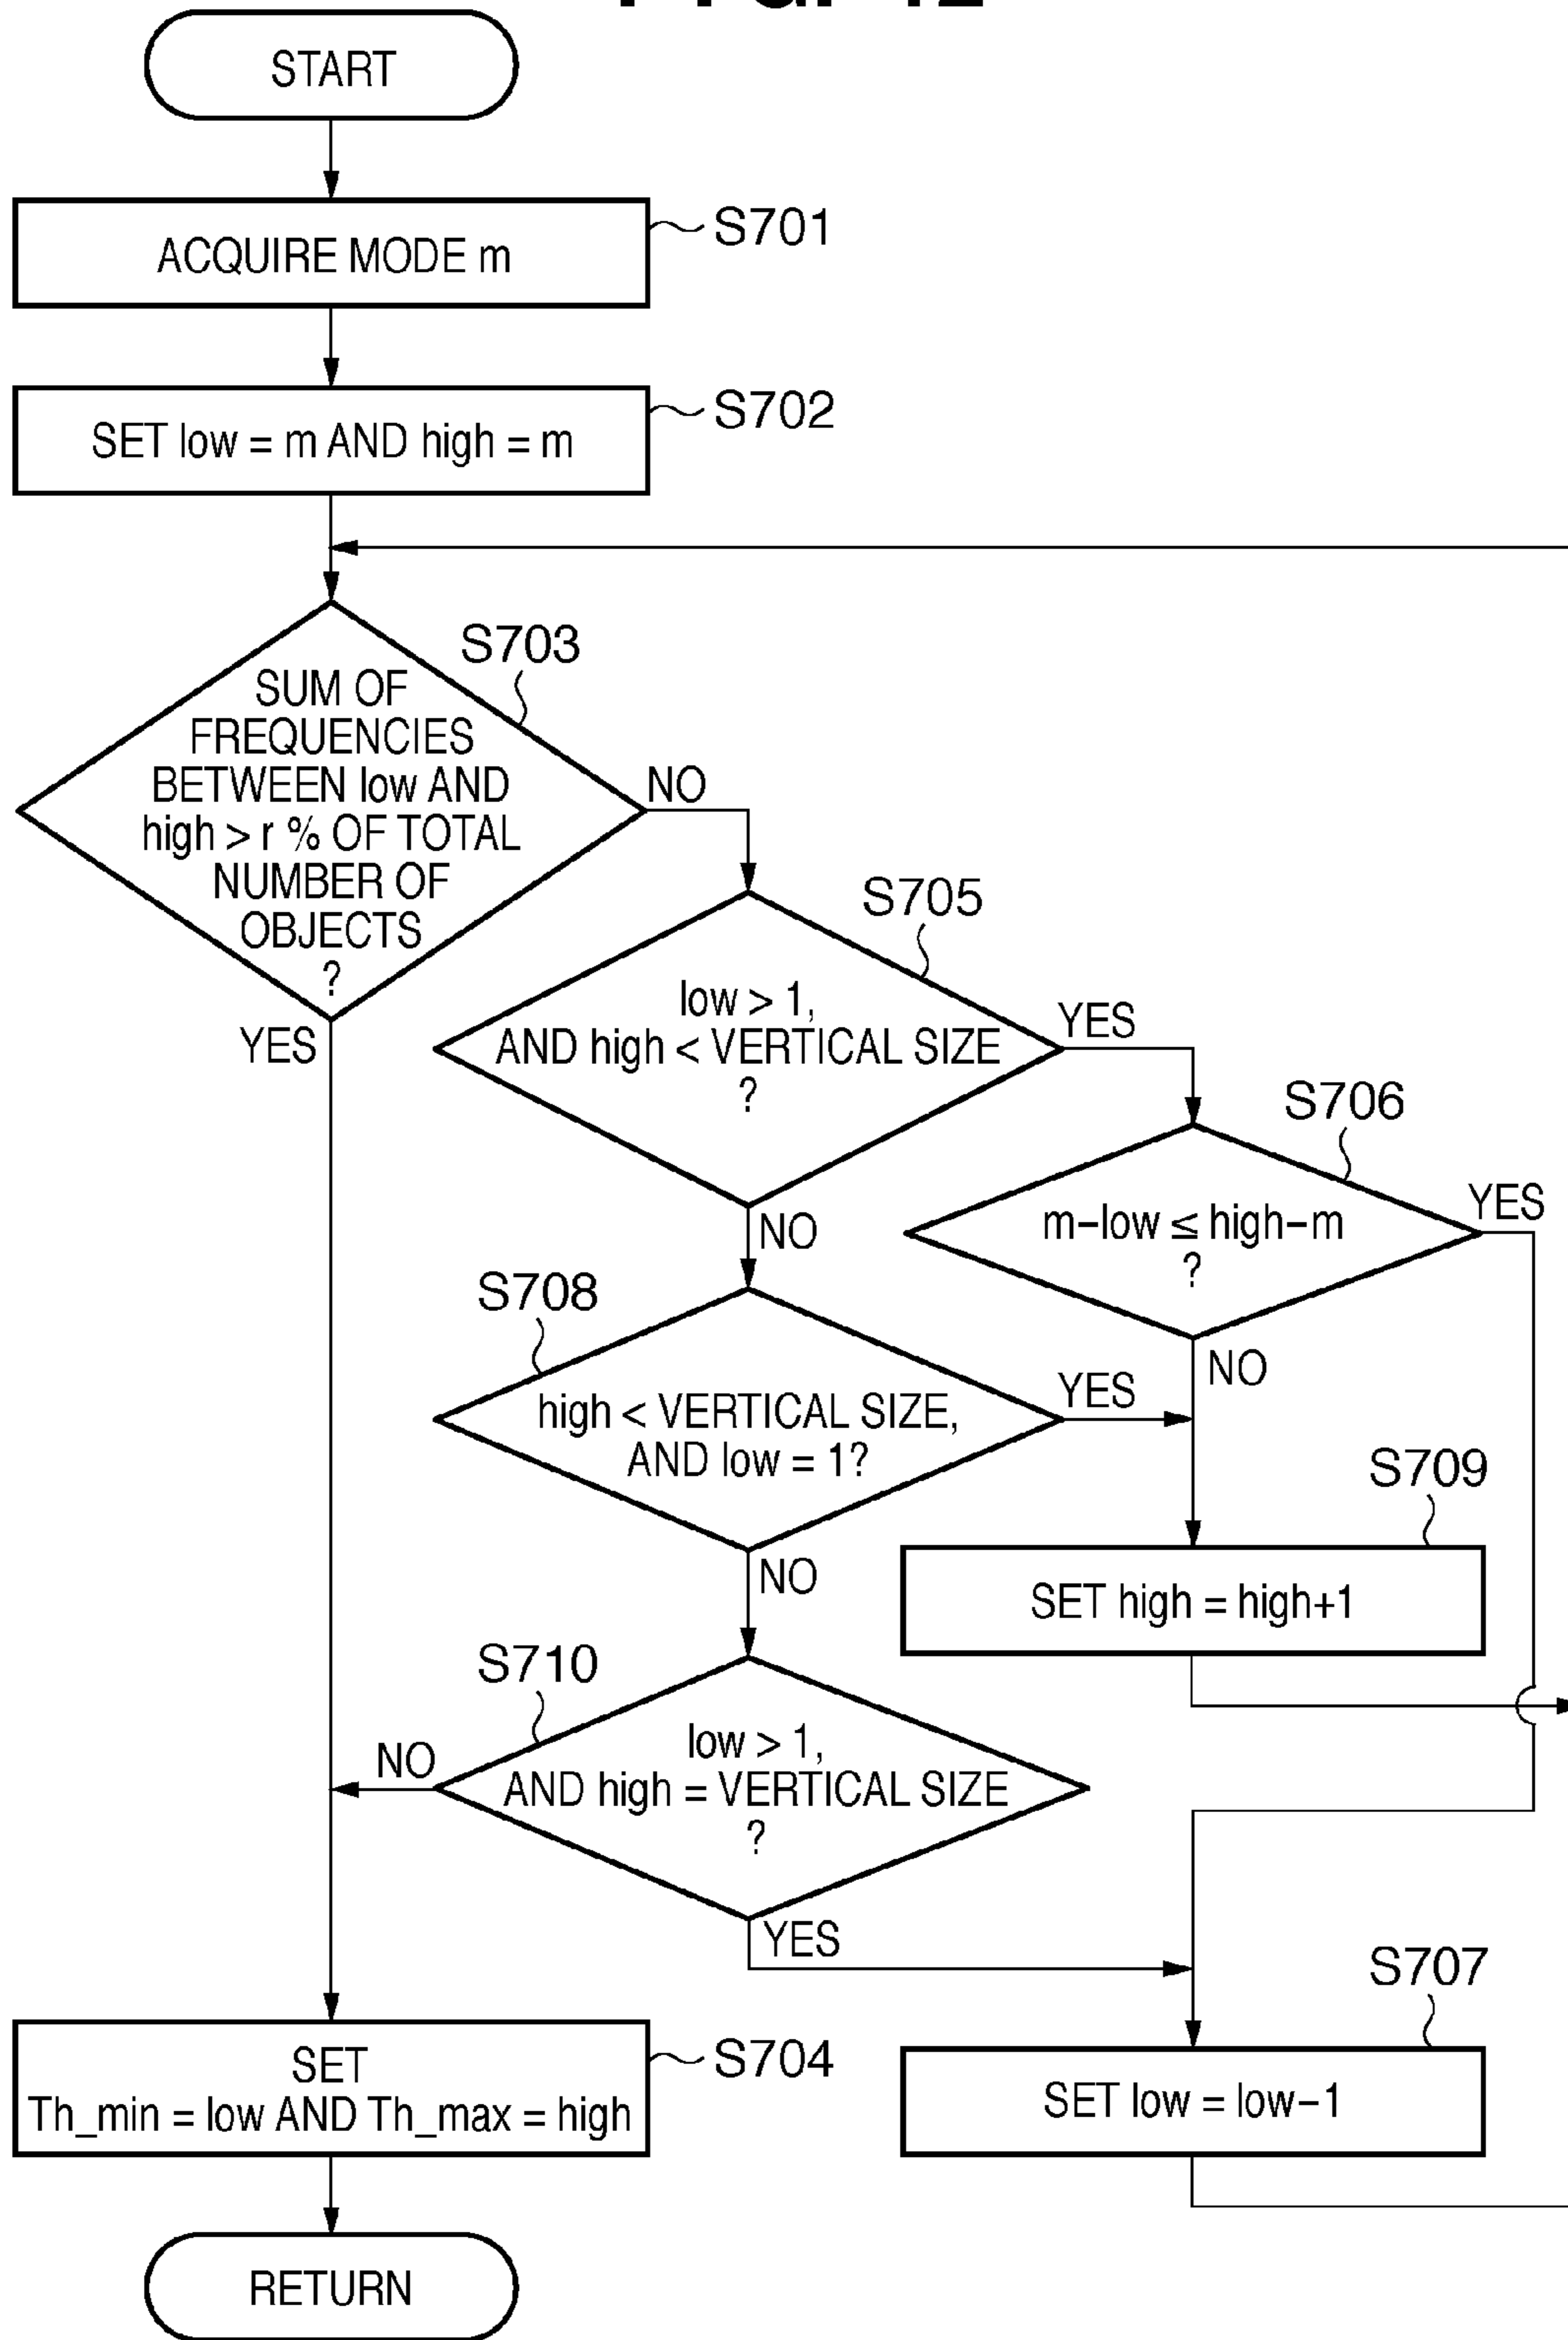 START
ACQUIRE MODE m
S701
SET low = m AND high = m
S702
S703
SUM OF
FREQUENCIES
BETWEEN low AND
high > r % OF TOTAL
NUMBER OF
OBJECTS
?
NO
YES
S705
low > 1,
AND high < VERTICAL SIZE
?
YES
NO
S706
m-low ≤ high-m
?
YES
NO
S708
high < VERTICAL SIZE,
AND low = 1?
YES
NO
S709
SET high = high+1
S710
low > 1,
AND high = VERTICAL SIZE
?
NO
YES
S707
SET low = low-1
SET
Th_min = low AND Th_max = high
S704
RETURN